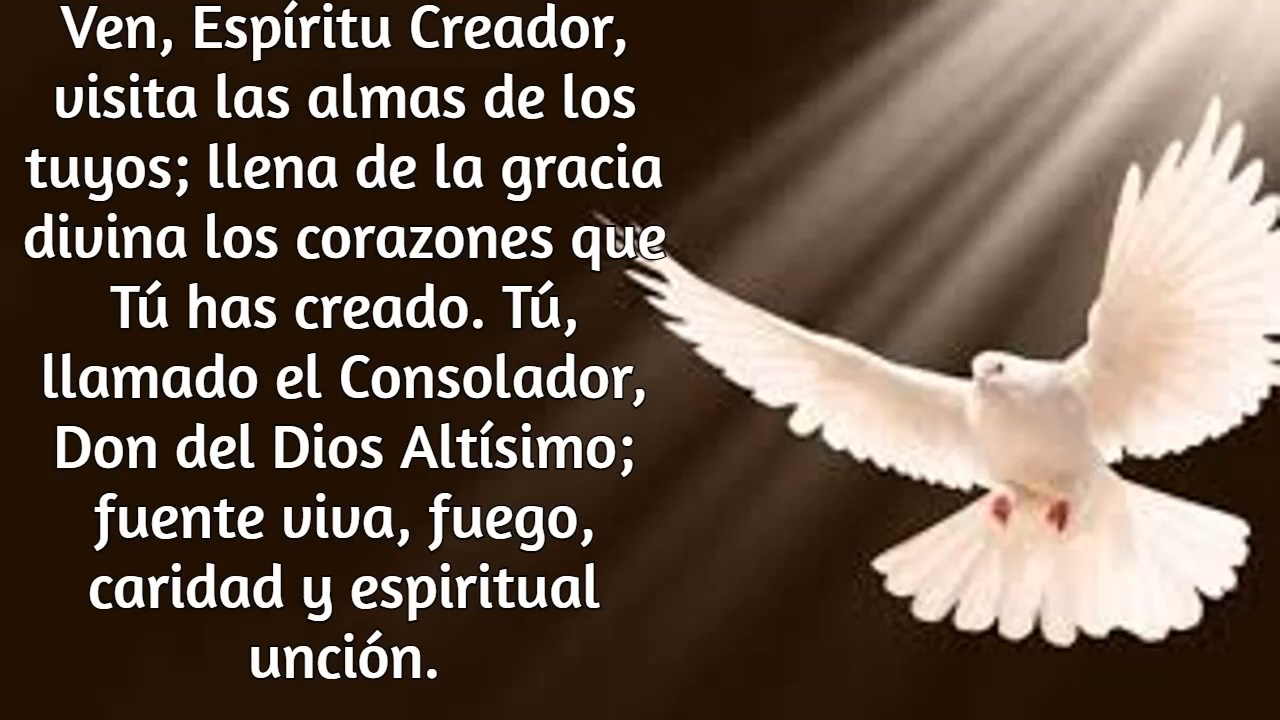 Ven, Espíritu Creador,
visita las almas de los
tuyos; llena de la gracia
divina los corazones que
Tú has creado. Tú,
llamado el Consolador,
Don del Dios Altísimo;
fuente viva, fuego,
caridad y espiritual
unción.